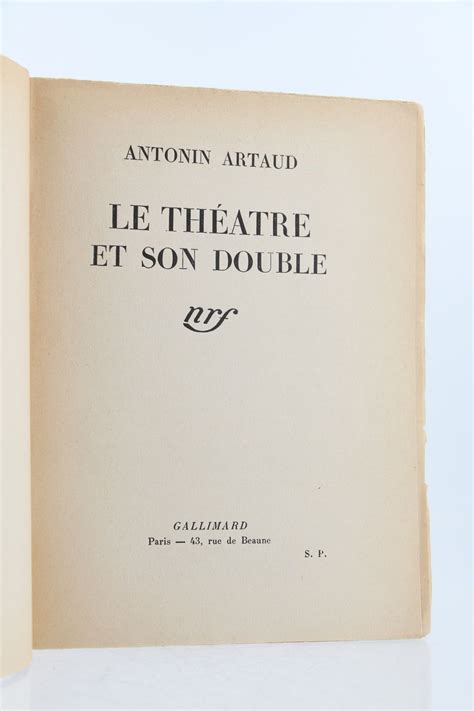 ANTONIN ARTAUD
LE THÉATRE
ET SON DOUBLE
nrf
GALLIMARD
Paris — 43, rue de Beaune
S. P.